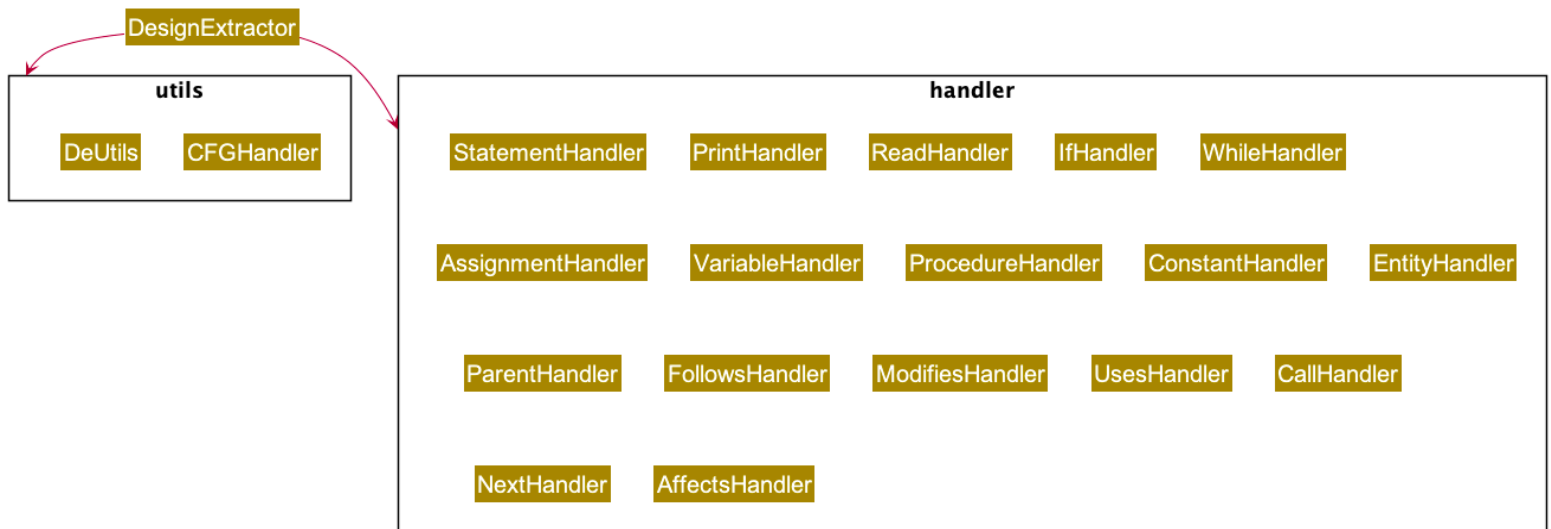 DesignExtractor
utils
DeUtils CFGHandler
handler
StatementHandler PrintHandler ReadHandler IfHandler WhileHandler
AssignmentHandler VariableHandler ProcedureHandler ConstantHandler EntityHandler
ParentHandler FollowsHandler ModifiesHandler UsesHandler CallHandler
NextHandler AffectsHandler